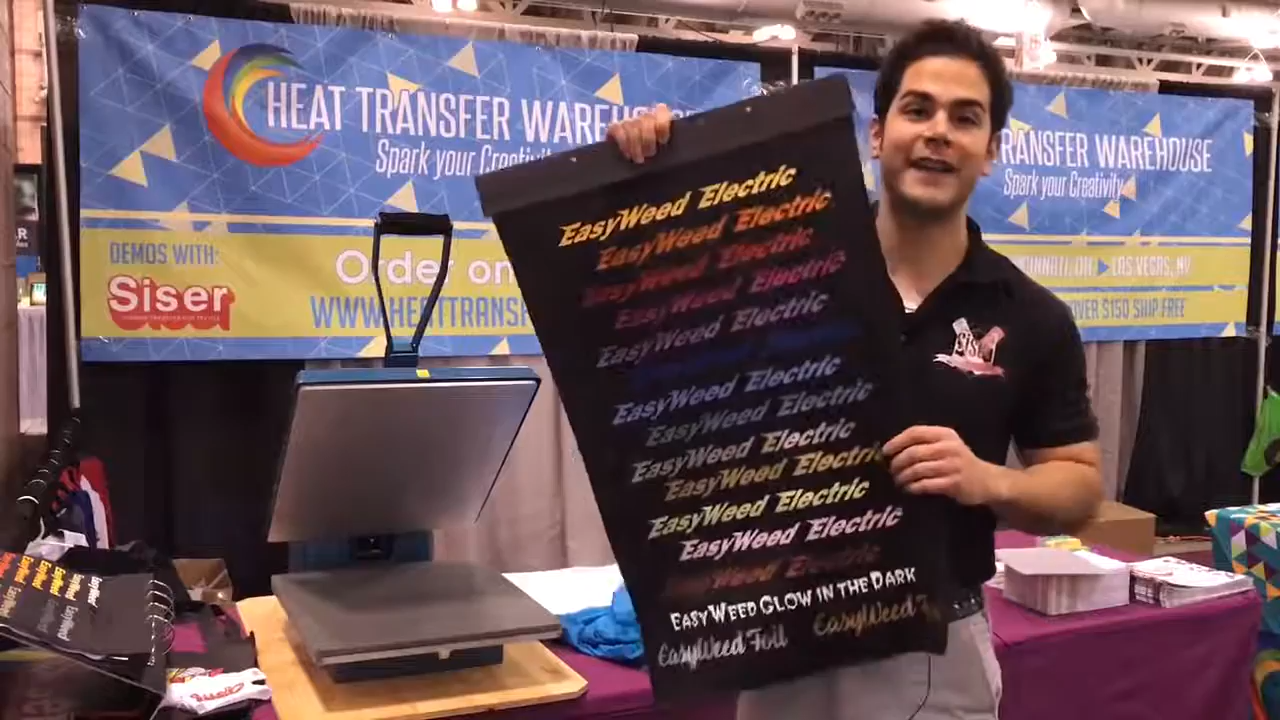 HEAT TRANSFER WAREHOUSE
Spark your Creativity
DEMOS WITH:
Siser
Order on
WWW.HEATTRANSF
TRANSFER WAREHOUSE
Spark your Creativity
LAS VEGAS, NV
OVER $150 SHIP FREE
EasyWeed Electric
EasyWeed Electric
EasyWeed Electric
EasyWeed Electric
EasyWeed Electric
EasyWeed Electric
EasyWeed Electric
EasyWeed Electric
EasyWeed Electric
EasyWeed Electric
EasyWeed Electric
Weed Electric
EasyWeed Glow in the Dark
EasyWeed Foil
EasyWeed